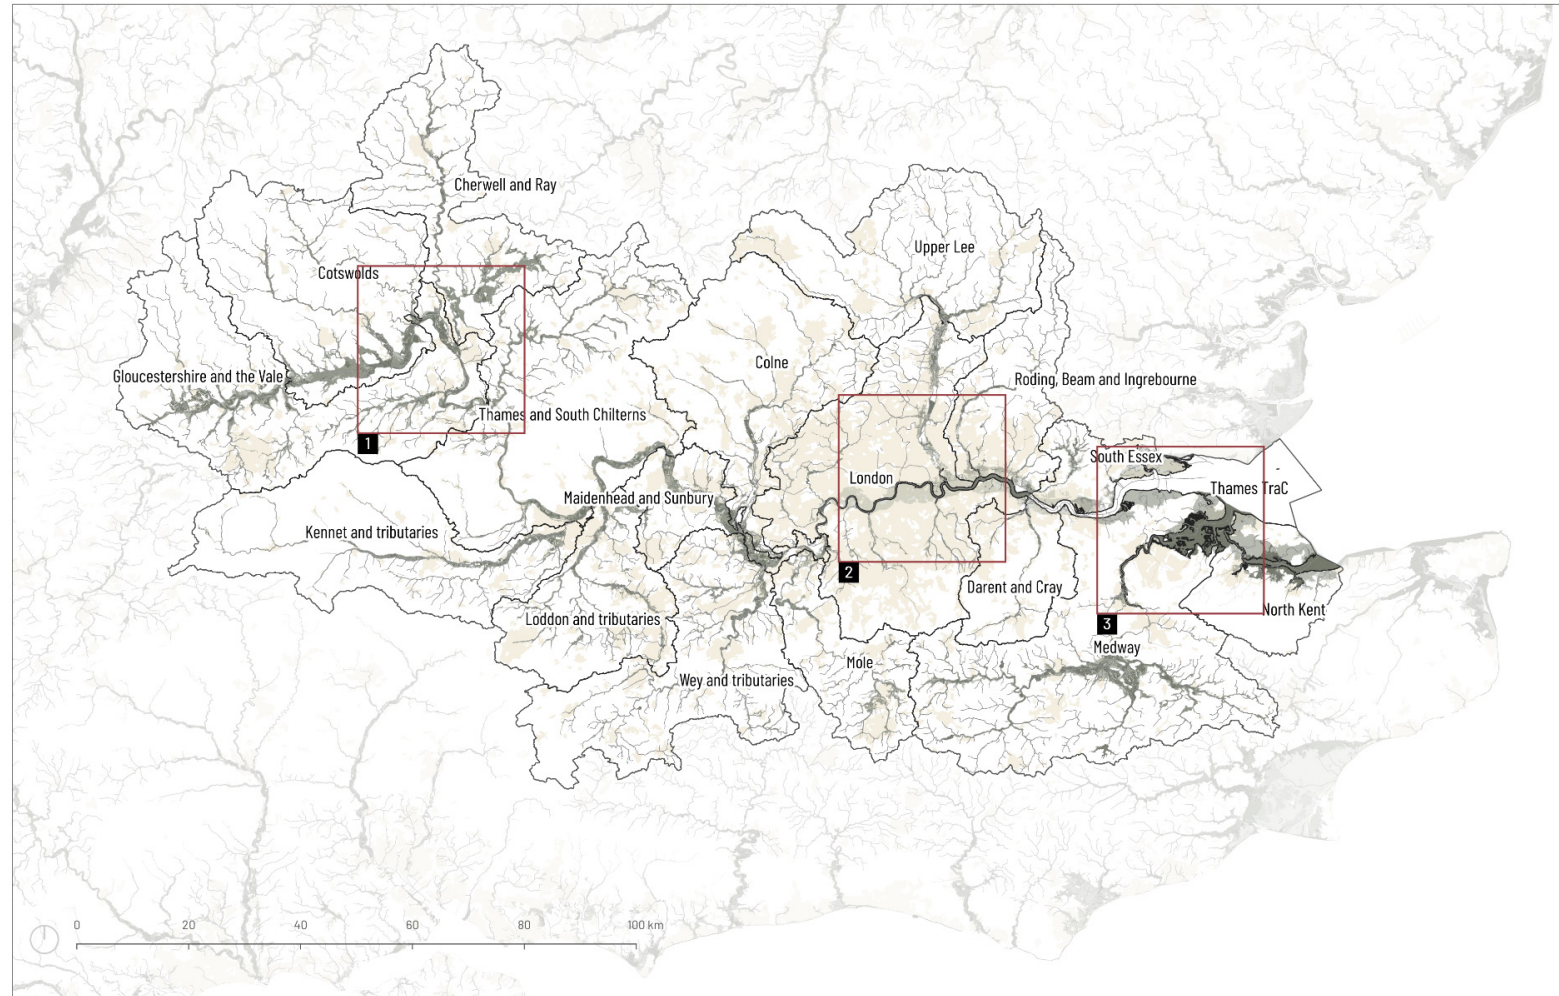 Cherwell and Ray
Upper Lee
Cotswolds
Colne
Gloucestershire and the Vale
Roding, Beam and Ingrebourne
Thames and South Chilterns
1
South Essex
London
Thames TraC
Maidenhead and Sunbury
Kennet and tributaries
2
Darent and Cray
North Kent
Loddon and tributaries
3
Medway
Mole
Wey and tributaries
0 20 40 60 80 100 km